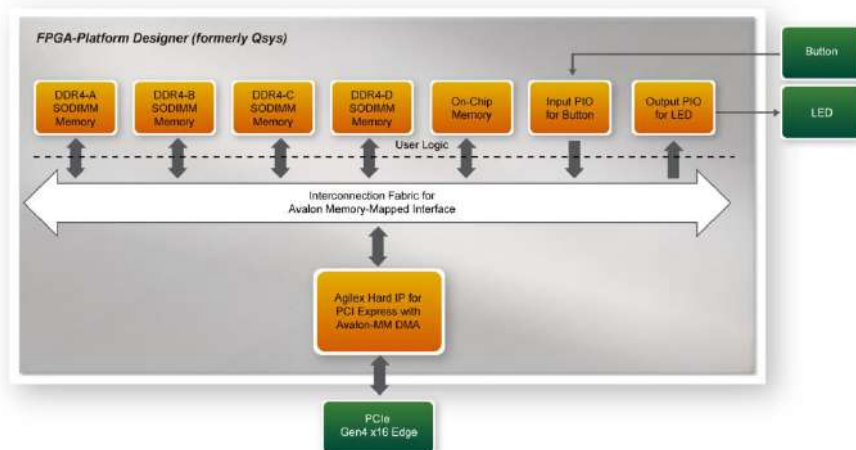 FPGA-Platform Designer (formerly Qsys)
Button
DDR4-A
SODIMM
Memory
DDR4-B
SODIMM
Memory
DDR4-C
SODIMM
Memory
DDR4-D
SODIMM
Memory
On-Chip
Memory
Input PIO
for Button
Output PIO
for LED
LED
User Logic
Interconnection Fabric for
Avalon Memory-Mapped Interface
Agilex Hard IP for
PCI Express with
Avalon-MM DMA
PCIe
Gen4 x16 Edge